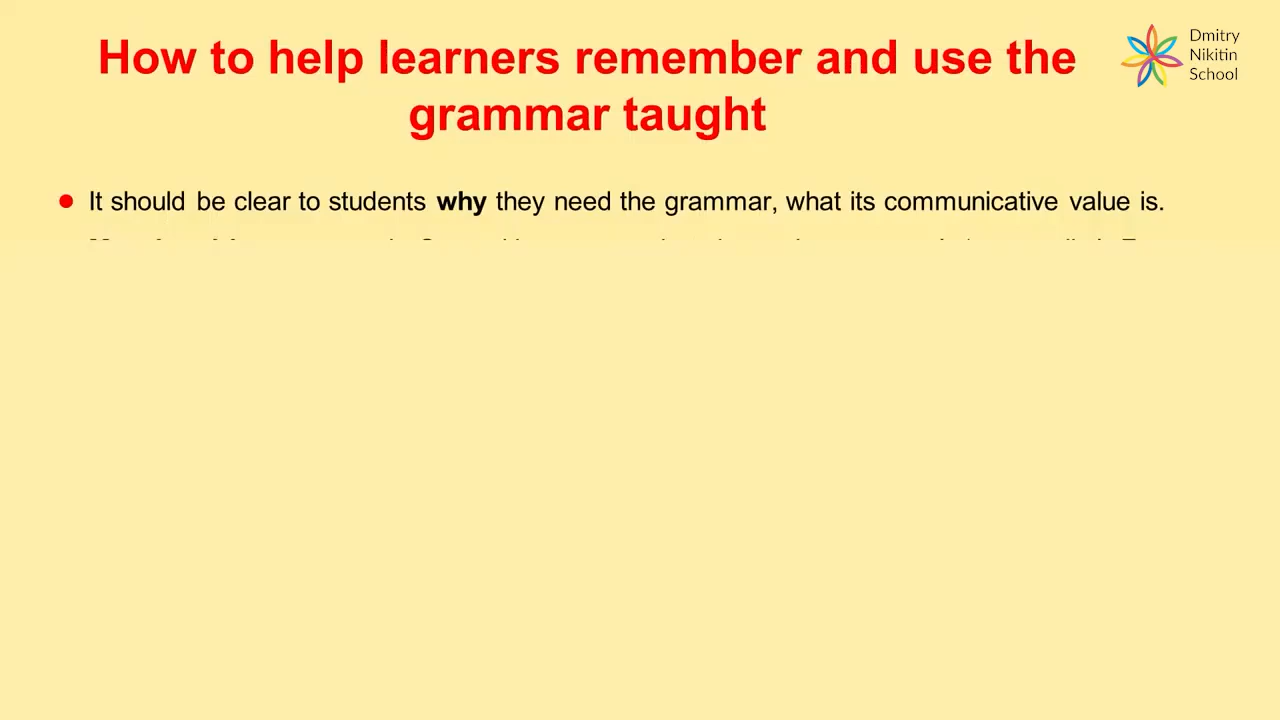 How to help learners remember and use the
grammar taught
Dmitry
Nikitin
School
● It should be clear to students why they need the grammar, what its communicative value is.